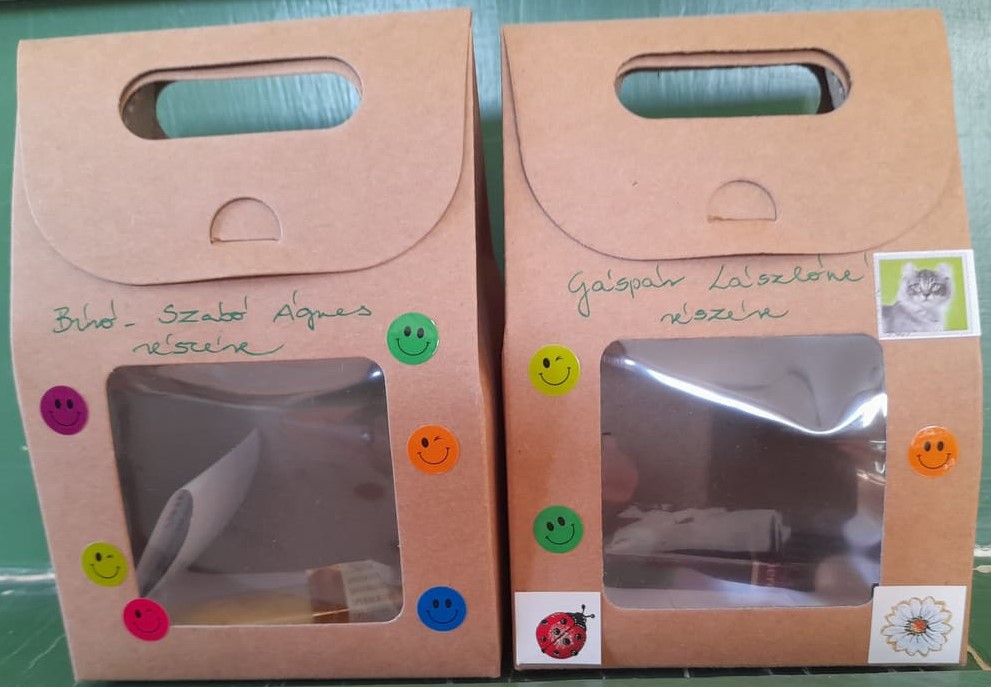 Bíró - Szabó Ágnes
részére
Gáspár Lászlóné
részére